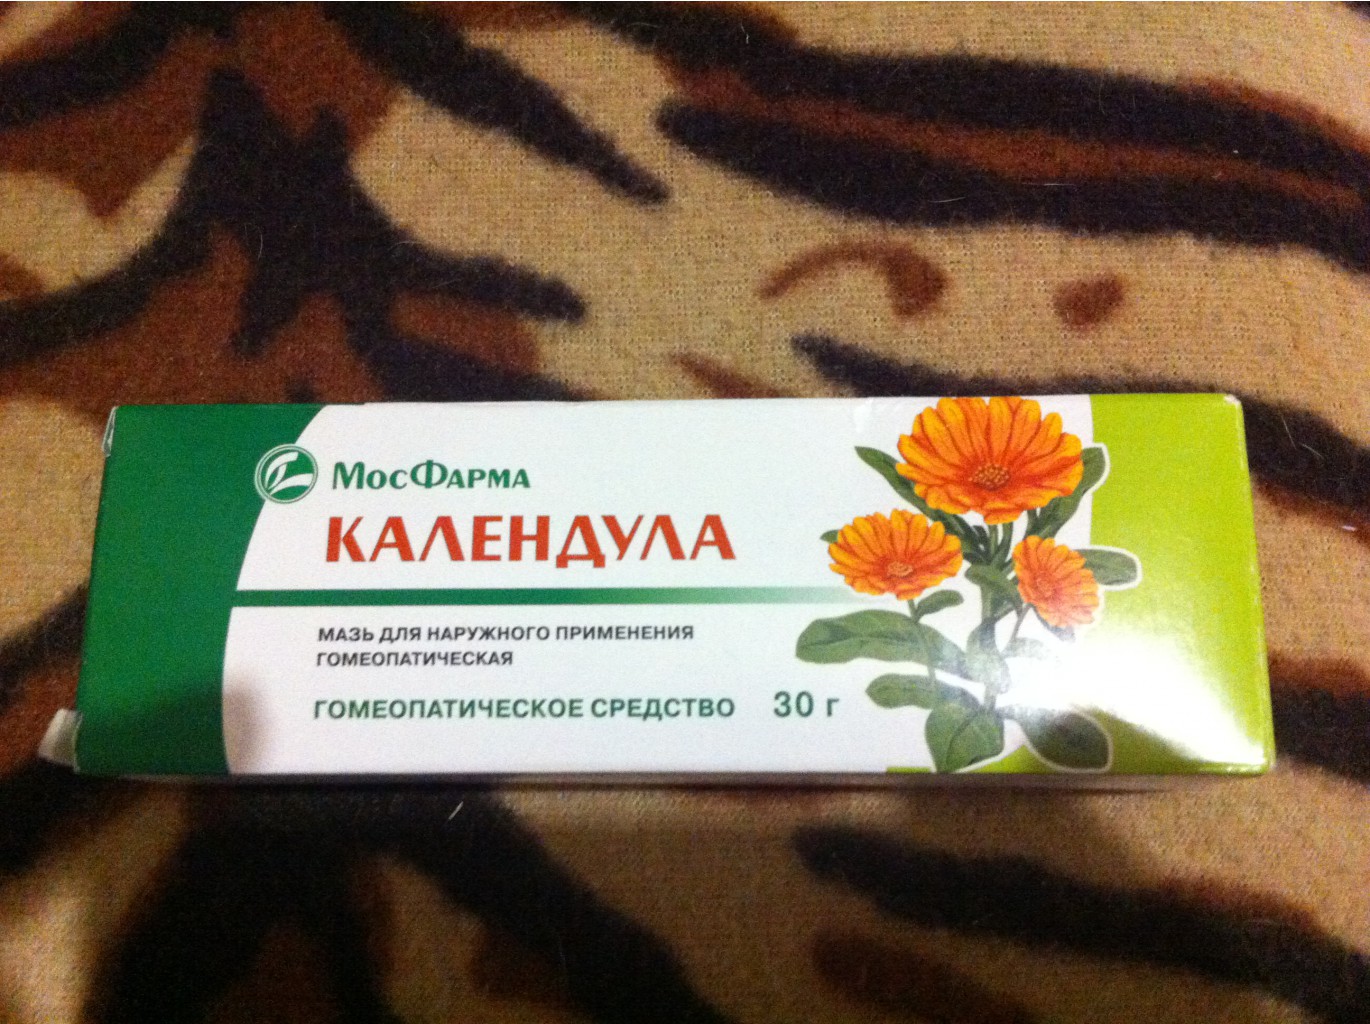 МосФарма
КАЛЕНДУЛА
МАЗЬ ДЛЯ НАРУЖНОГО ПРИМЕНЕНИЯ
ГОМЕОПАТИЧЕСКАЯ
ГОМЕОПАТИЧЕСКОЕ СРЕДСТВО 30 г